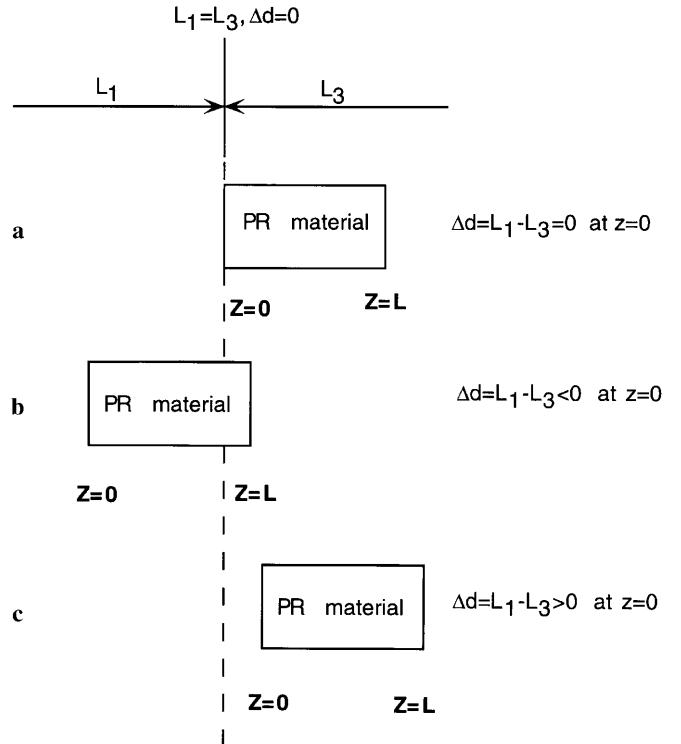 L1=L3, Δd=0
L1 L3
a PR material Δd=L1-L3=0 at z=0
Z=0 Z=L
b PR material Δd=L1-L3<0 at z=0
Z=0 Z=L
c PR material Δd=L1-L3>0 at z=0
Z=0 Z=L